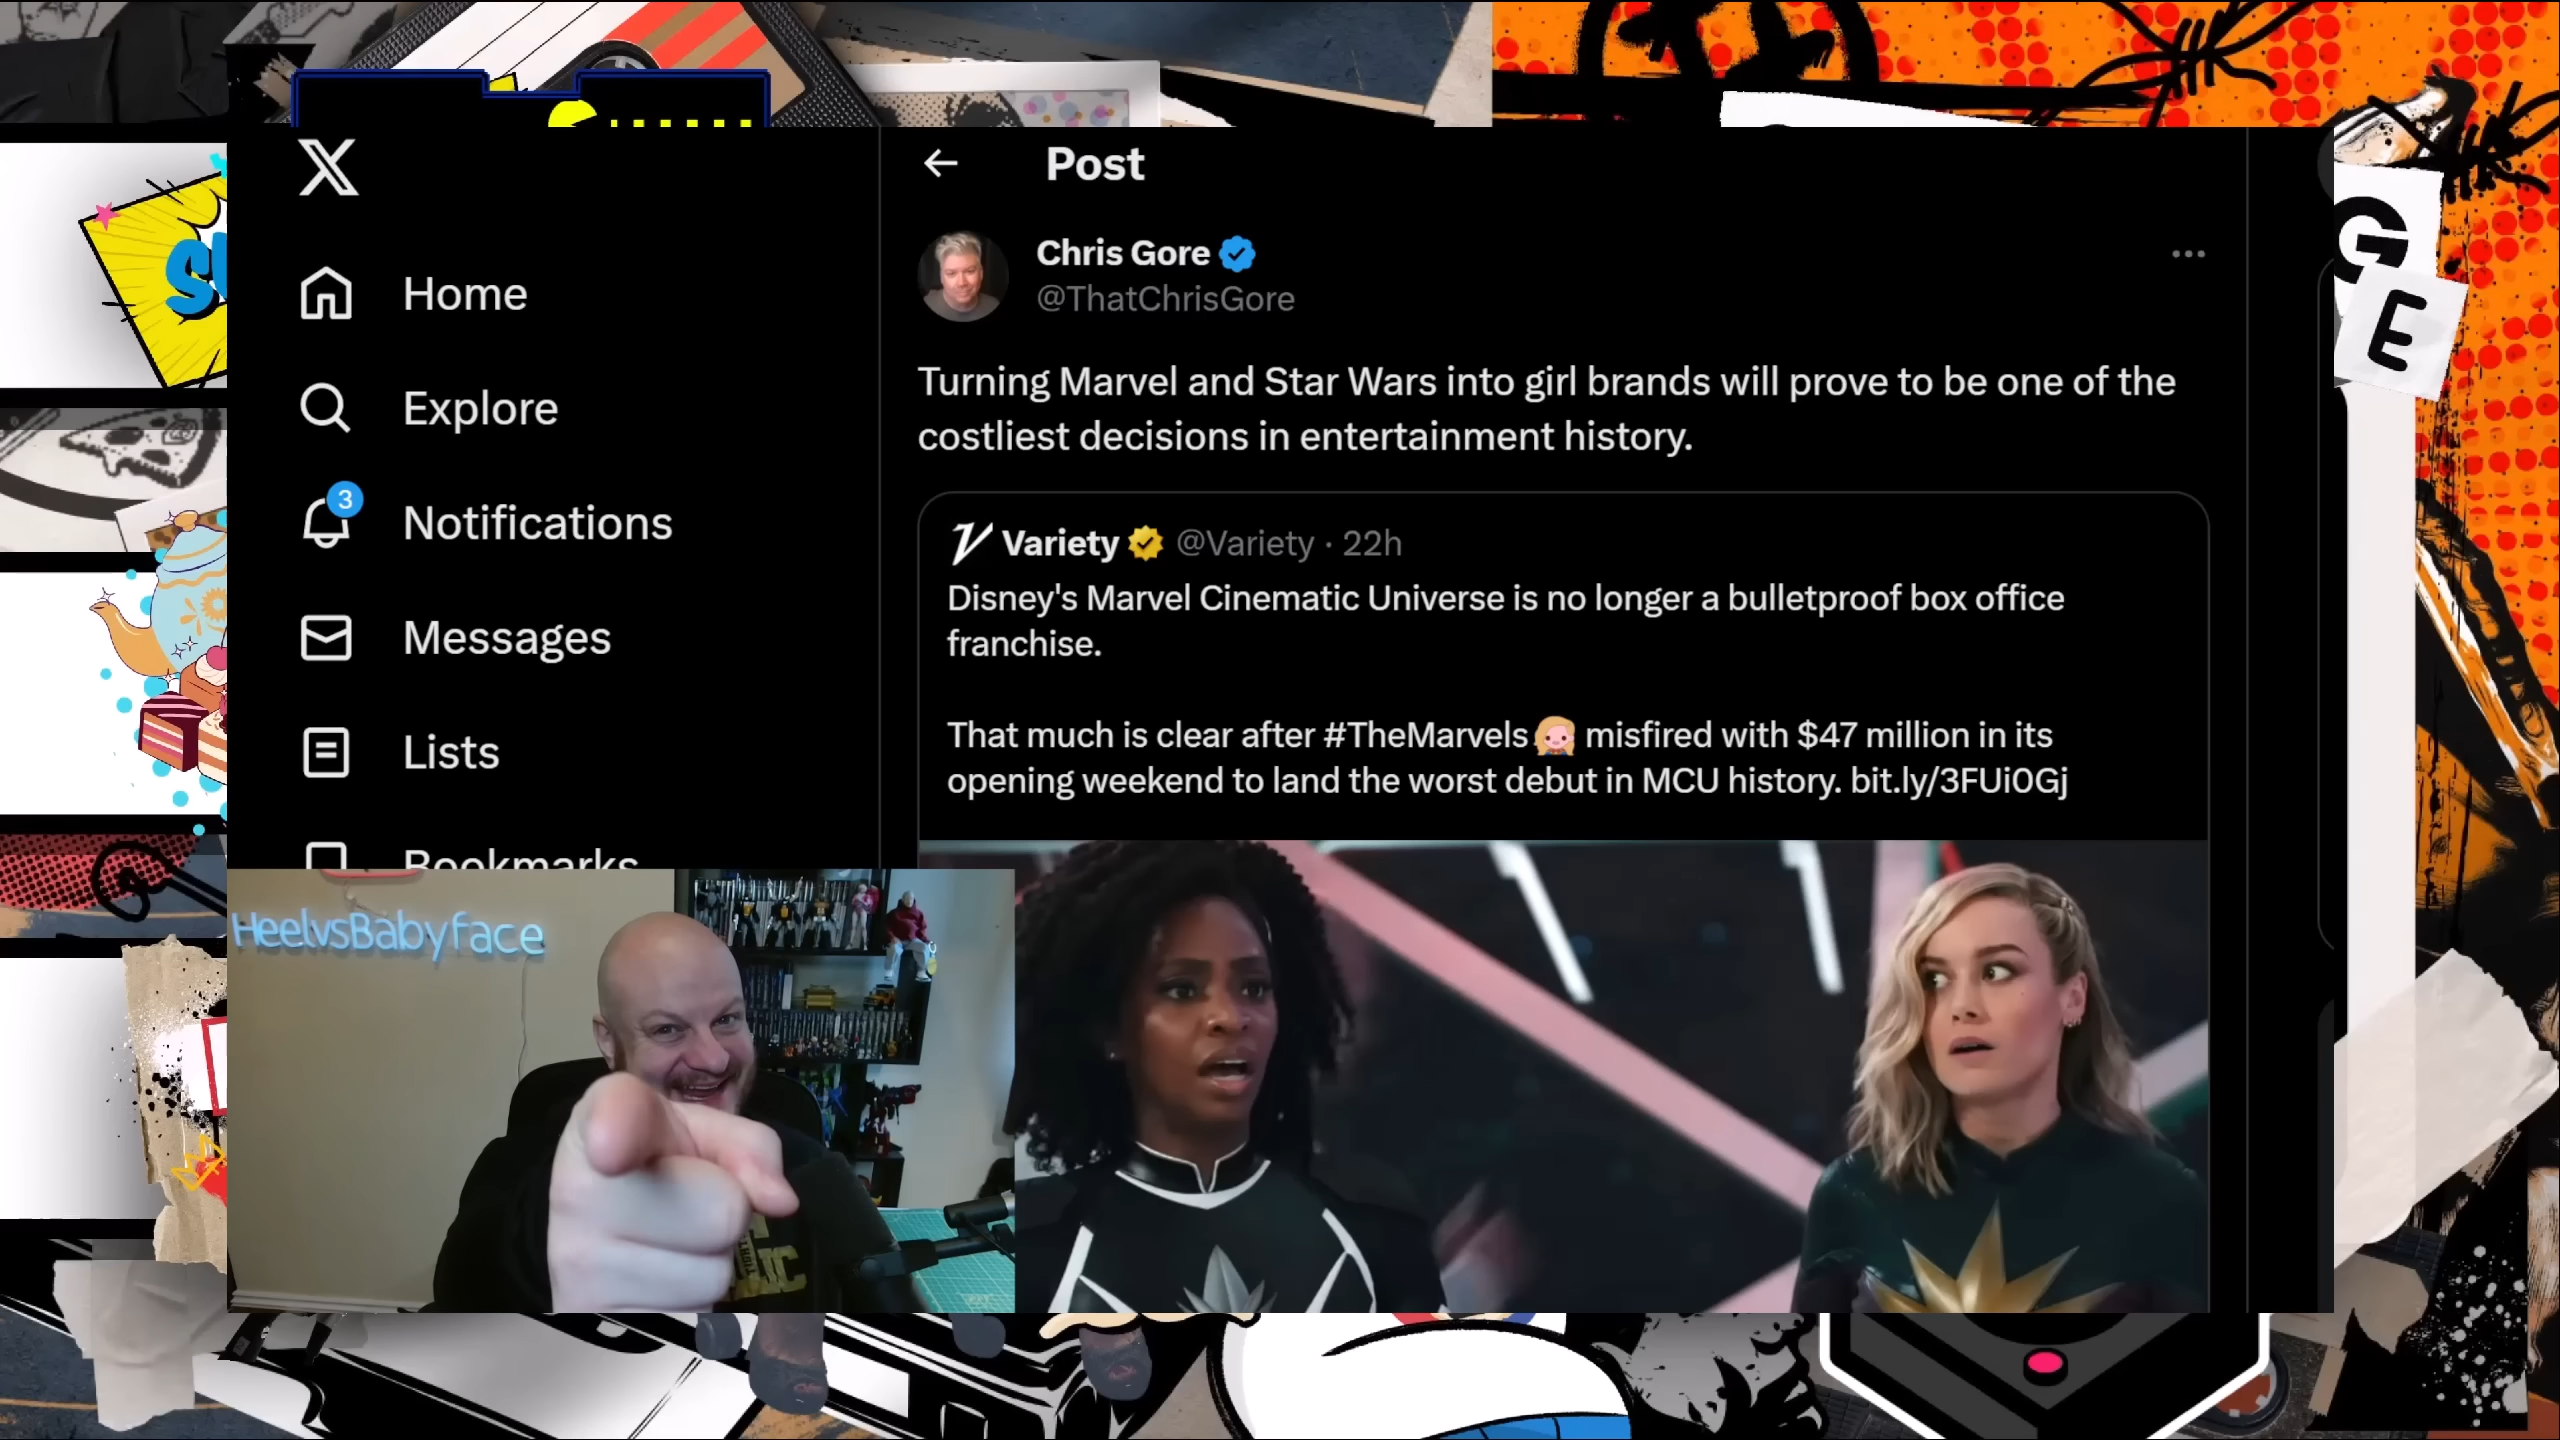 Post
Chris Gore
@ThatChrisGore
Turning Marvel and Star Wars into girl brands will prove to be one of the
costliest decisions in entertainment history.
Variety @Variety · 22h
Disney's Marvel Cinematic Universe is no longer a bulletproof box office
franchise.
That much is clear after #TheMarvels misfired with $47 million in its
opening weekend to land the worst debut in MCU history. bit.ly/3FUi0Gj
Home
Explore
3
Notifications
Messages
Lists
Bookmarks
HeelvsBabyface
G
E